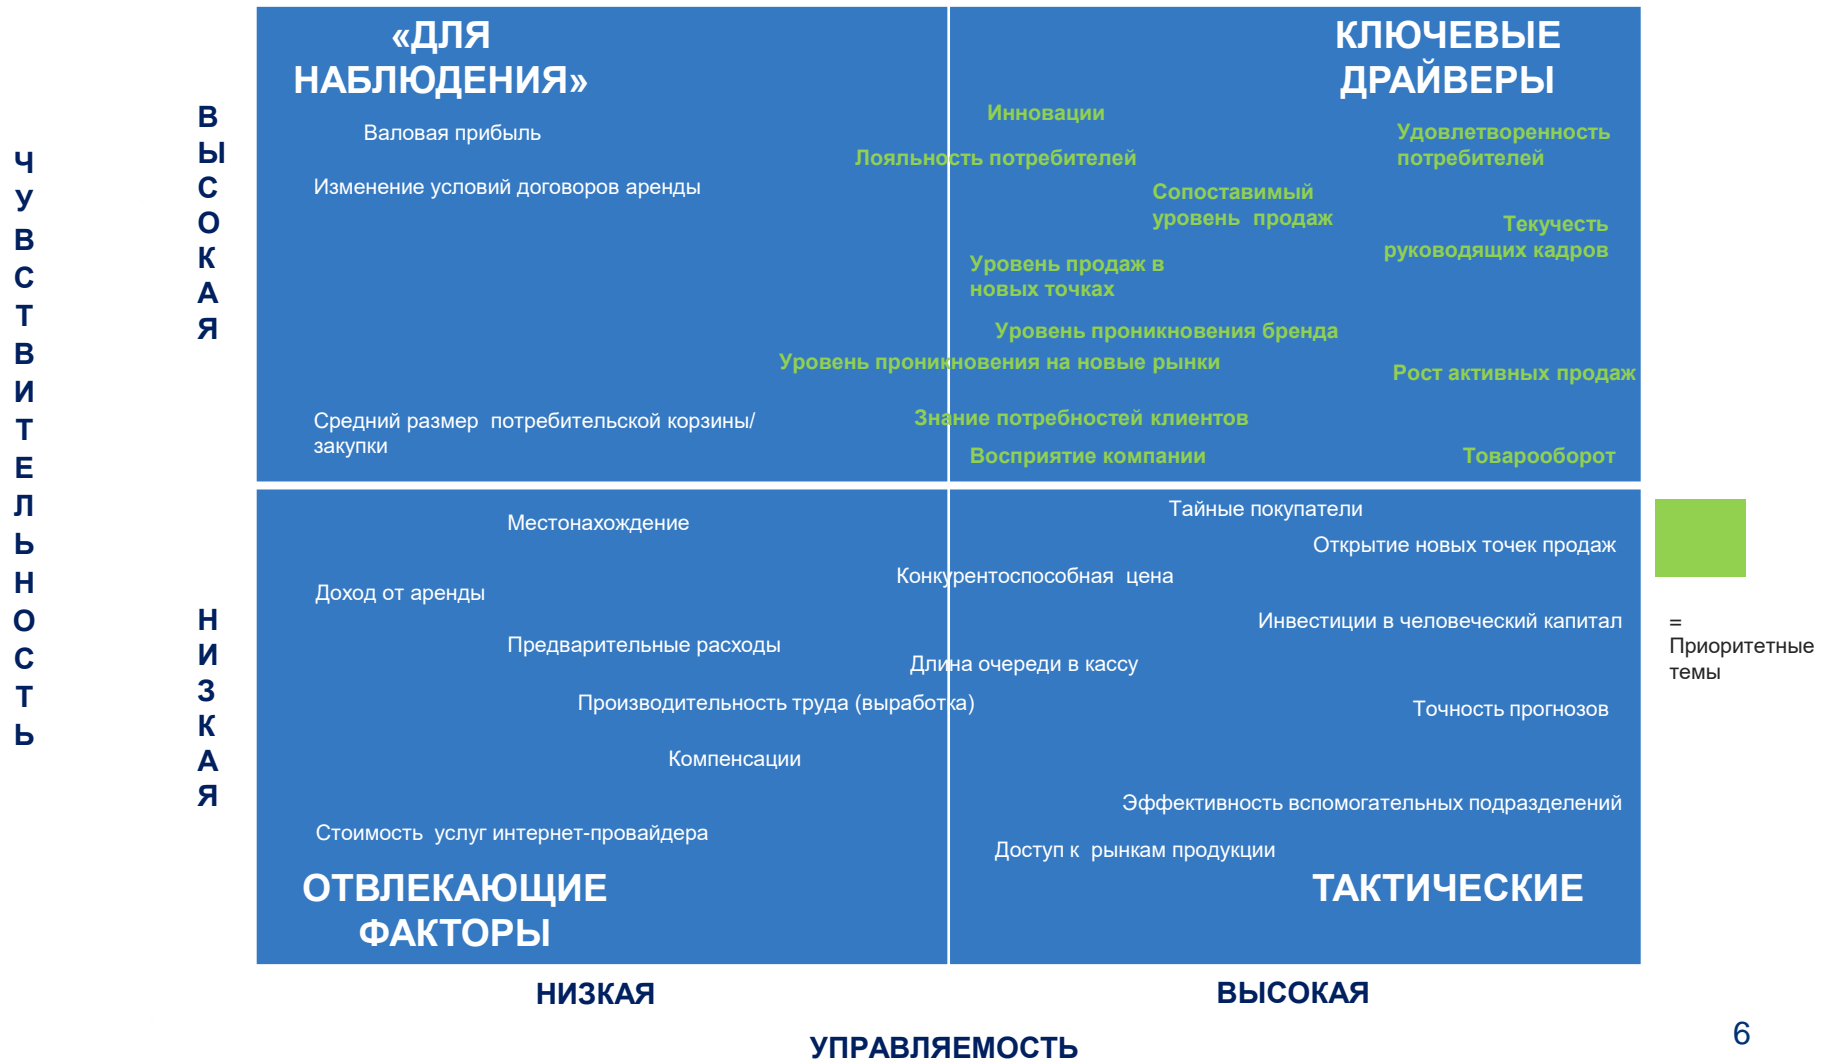 ЧУВСТВИТЕЛЬНОСТЬ
ВЫСОКАЯ
НИЗКАЯ
«ДЛЯ
НАБЛЮДЕНИЯ»
Валовая прибыль
Изменение условий договоров аренды
Средний размер потребительской корзины/
закупки
КЛЮЧЕВЫЕ
ДРАЙВЕРЫ
Инновации
Удовлетворенность
потребителей
Лояльность потребителей
Сопоставимый
уровень продаж
Текучесть
руководящих кадров
Уровень продаж в
новых точках
Уровень проникновения бренда
Уровень проникновения на новые рынки
Рост активных продаж
Знание потребностей клиентов
Восприятие компании
Товарооборот
Местонахождение
Доход от аренды
Предварительные расходы
Производительность труда (выработка)
Компенсации
Стоимость услуг интернет-провайдера
ОТВЛЕКАЮЩИЕ
ФАКТОРЫ
Тайные покупатели
Открытие новых точек продаж
Конкурентоспособная цена
Инвестиции в человеческий капитал
Длина очереди в кассу
Точность прогнозов
Эффективность вспомогательных подразделений
Доступ к рынкам продукции
ТАКТИЧЕСКИЕ
=
Приоритетные
темы
НИЗКАЯ
ВЫСОКАЯ
УПРАВЛЯЕМОСТЬ
6